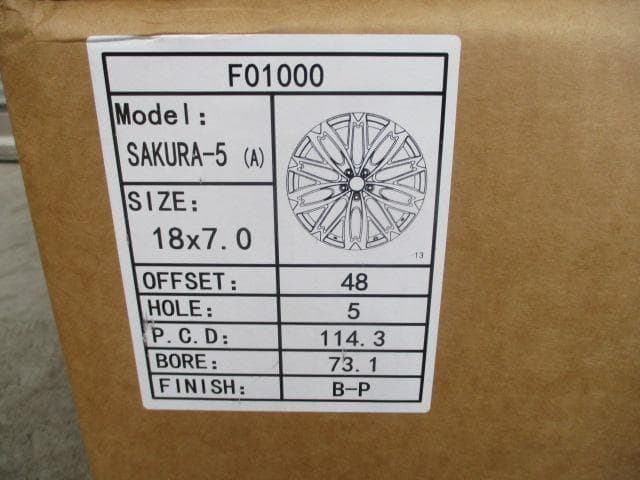 F01000
Model:
SAKURA-5 (A)
SIZE:
18x7.0
-13
OFFSET: 48
HOLE: 5
P.C.D: 114.3
BORE: 73.1
FINISH: B-P